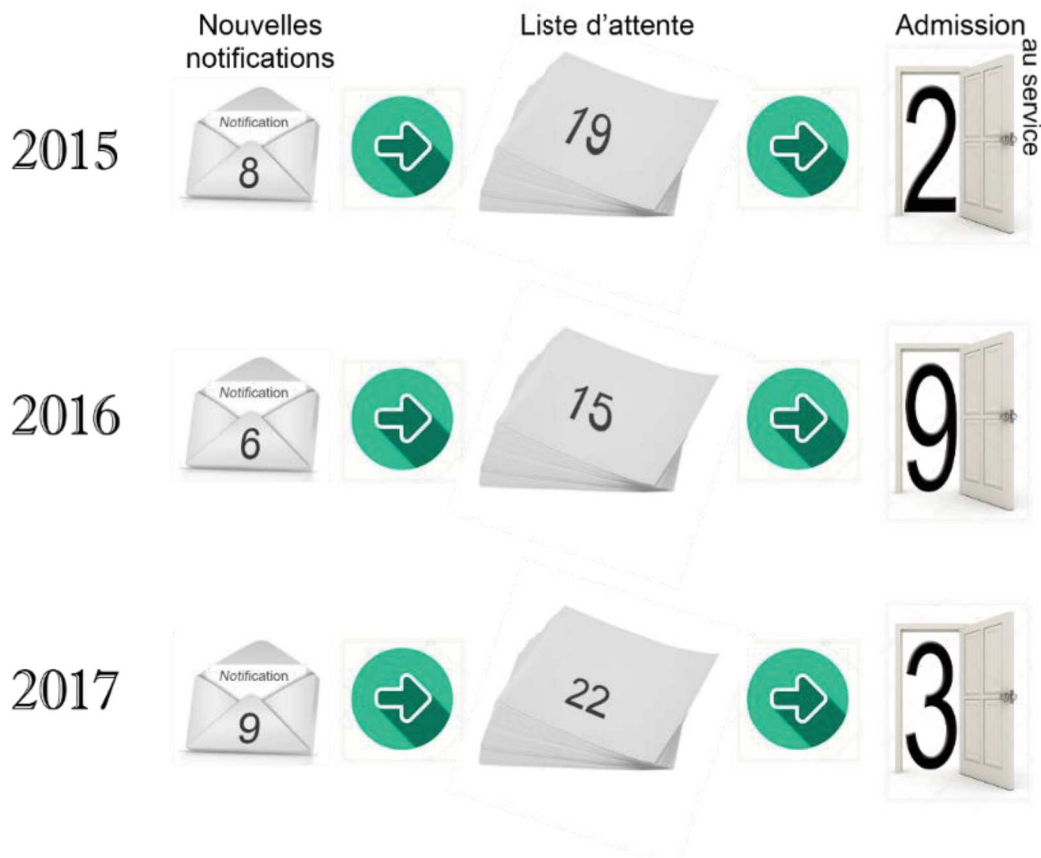 Nouvelles
notifications
Liste d’attente
Admission
au service
2015
Notification
8
19
2
2016
Notification
6
15
9
2017
Notification
9
22
3